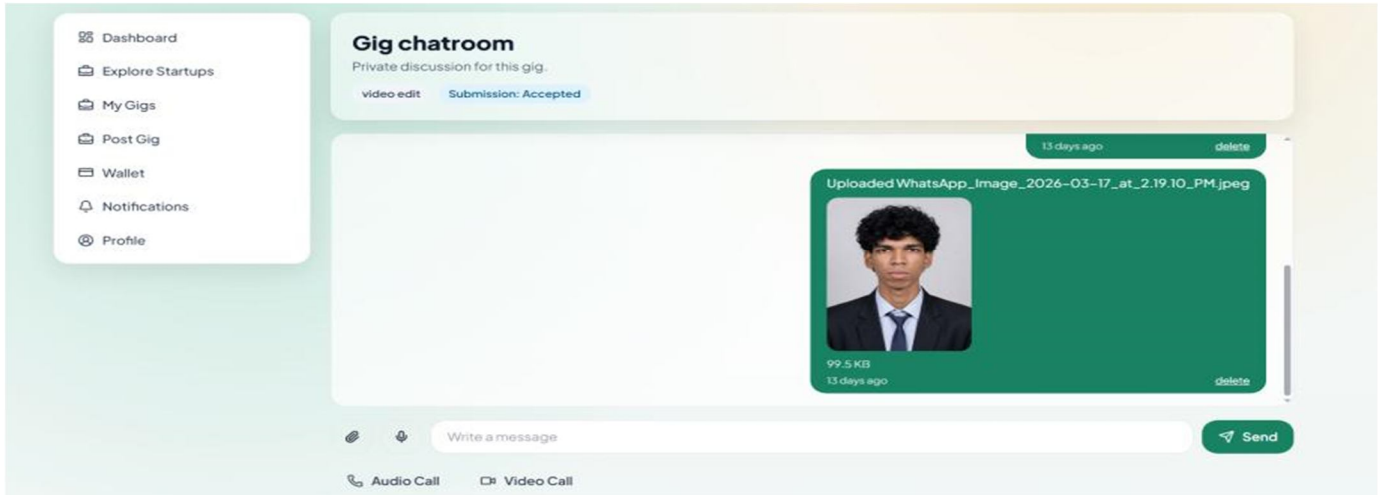 Dashboard
Explore Startups
My Gigs
Post Gig
Wallet
Notifications
Profile
Gig chatroom
Private discussion for this gig.
video edit Submission: Accepted
13 days ago delete
Uploaded WhatsApp_Image_2026-03-17_at_2.19.10_PM.jpeg
99.5 KB
13 days ago delete
Write a message
Send
Audio Call Video Call